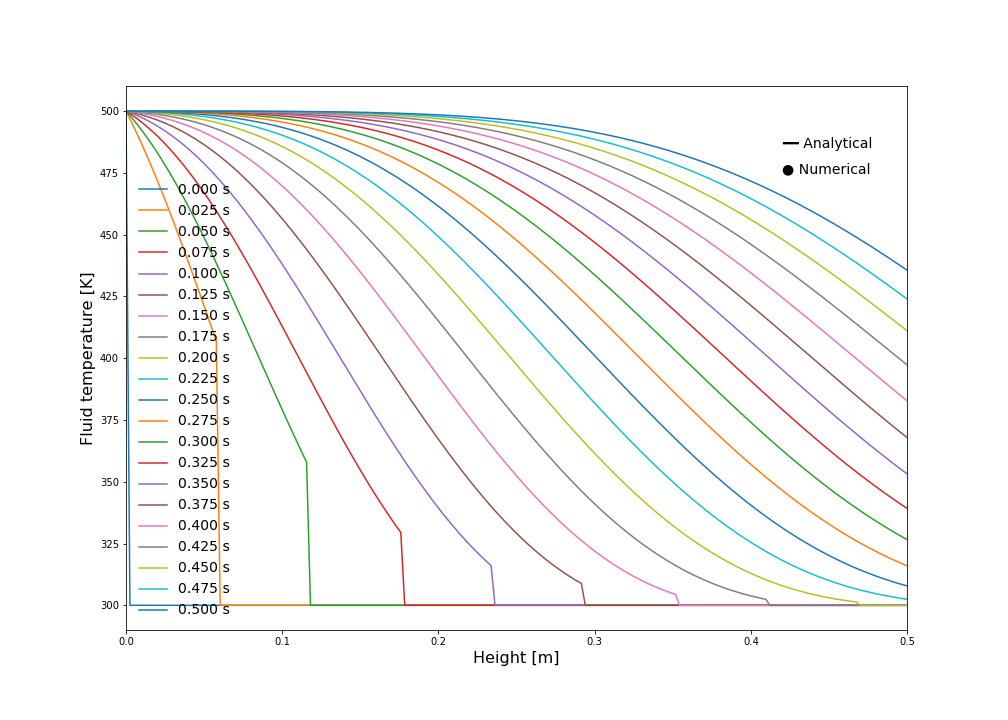 500
475
450
425
400
375
350
325
300
Fluid temperature [K]
━ Analytical
● Numerical
0.000 s
0.025 s
0.050 s
0.075 s
0.100 s
0.125 s
0.150 s
0.175 s
0.200 s
0.225 s
0.250 s
0.275 s
0.300 s
0.325 s
0.350 s
0.375 s
0.400 s
0.425 s
0.450 s
0.475 s
0.500 s
0.0 0.1 0.2 0.3 0.4 0.5
Height [m]